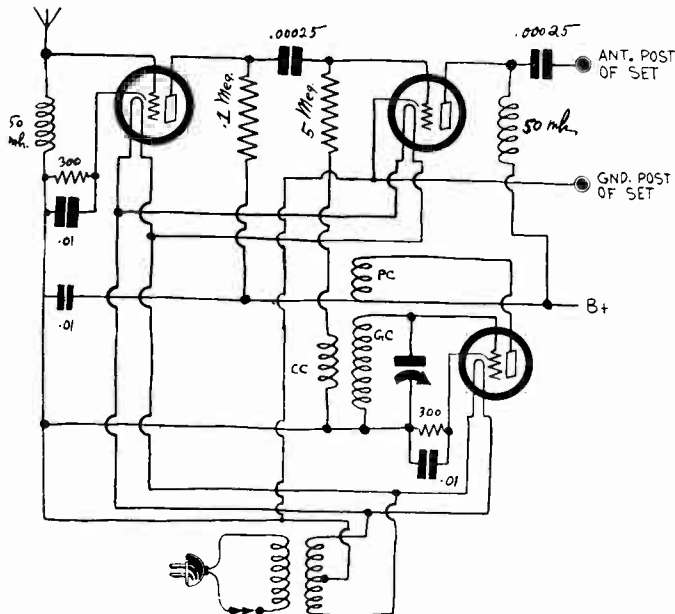 .00025
.00025
ANT. POST
OF SET
.1 Meg.
5 Meg.
50
mh.
50 mh.
300
GND. POST
OF SET
.01
PC
.01
B+
GC
CC
300
.01